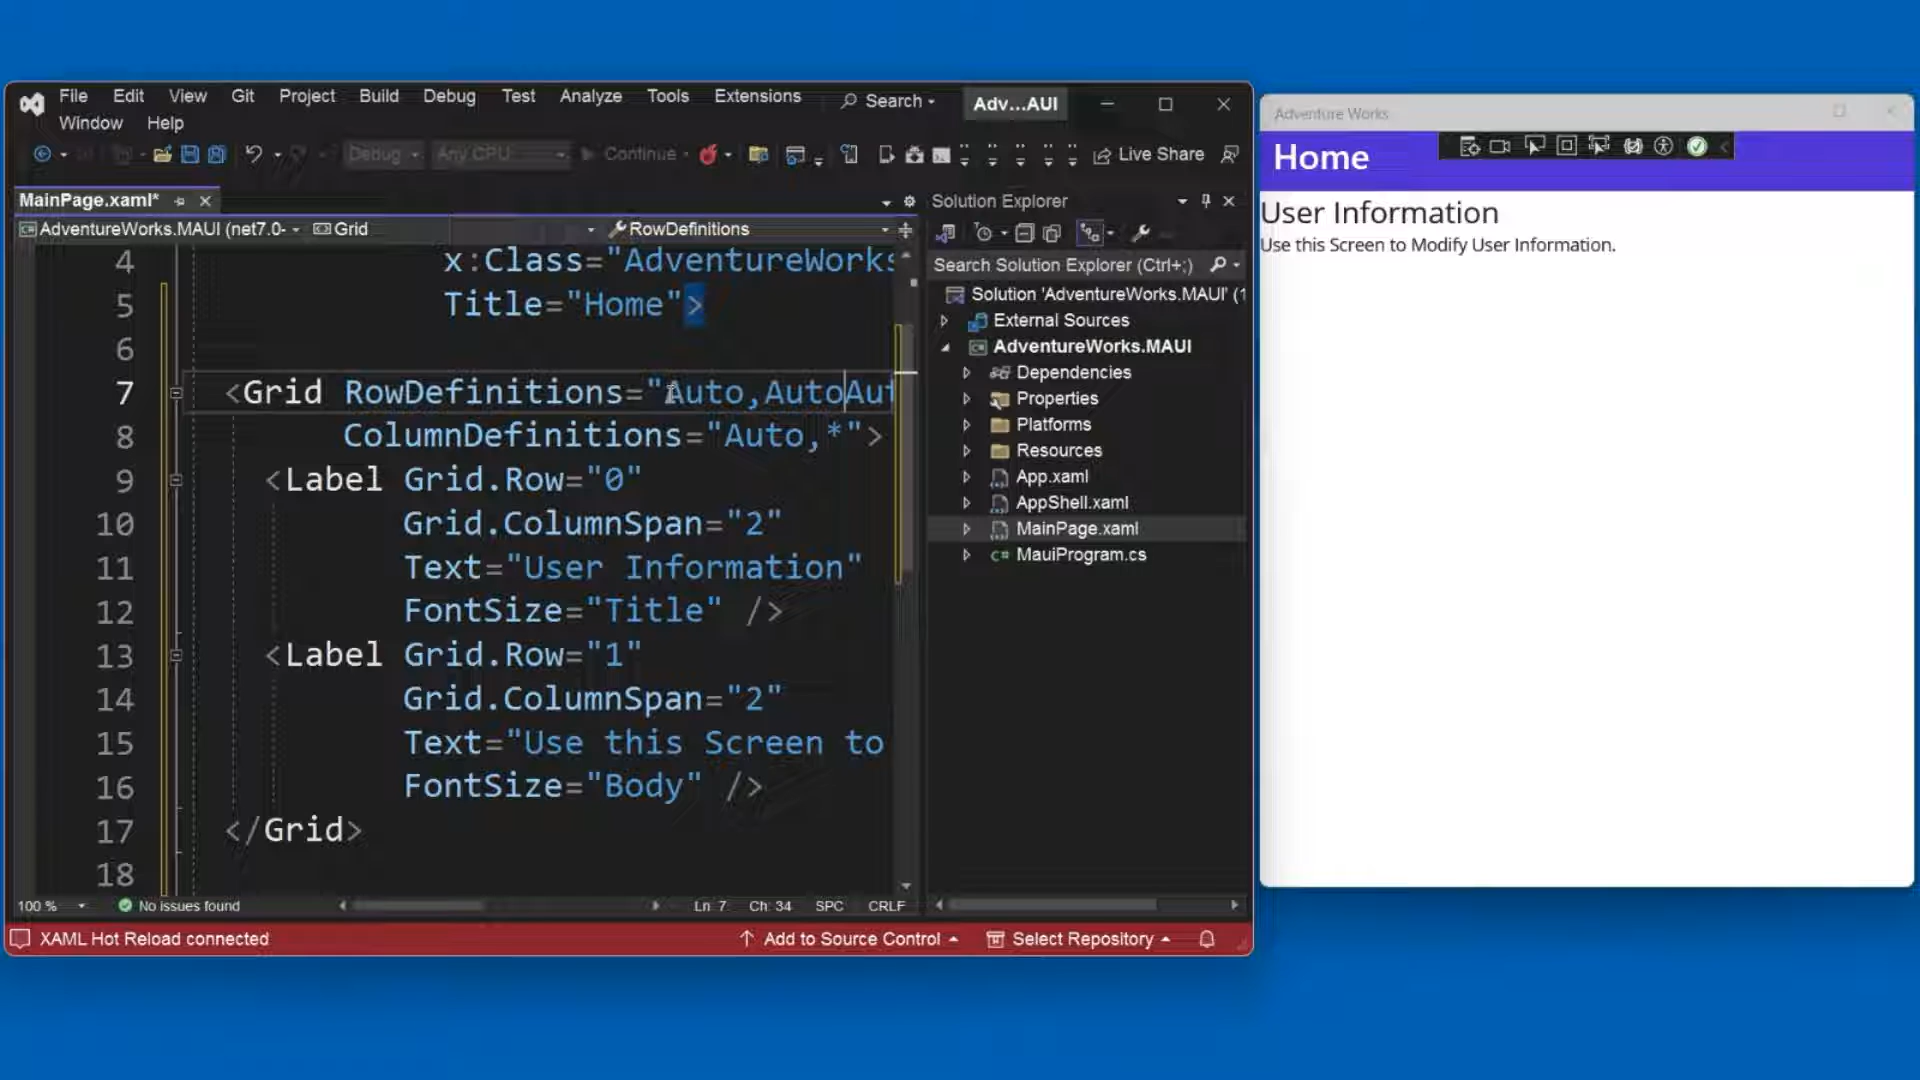 File Edit View Git Project Build Debug Test Analyze Tools Extensions Search Adv...AUI
Window Help
Debug Any CPU Continue Live Share
MainPage.xaml*
AdventureWorks.MAUI (net7.0- Grid RowDefinitions
4 x:Class="AdventureWorks
5 Title="Home">
6
7 <Grid RowDefinitions="Auto,AutoAut
8 ColumnDefinitions="Auto,*">
9 <Label Grid.Row="0"
10 Grid.ColumnSpan="2"
11 Text="User Information"
12 FontSize="Title" />
13 <Label Grid.Row="1"
14 Grid.ColumnSpan="2"
15 Text="Use this Screen to
16 FontSize="Body" />
17 </Grid>
18
100 % No issues found Ln 7 Ch: 34 SPC CRLF
XAML Hot Reload connected Add to Source Control Select Repository
Solution Explorer
Search Solution Explorer (Ctrl+;)
Solution 'AdventureWorks.MAUI' (1
External Sources
AdventureWorks.MAUI
Dependencies
Properties
Platforms
Resources
App.xaml
AppShell.xaml
MainPage.xaml
C# MauiProgram.cs
Adventure Works
Home
User Information
Use this Screen to Modify User Information.